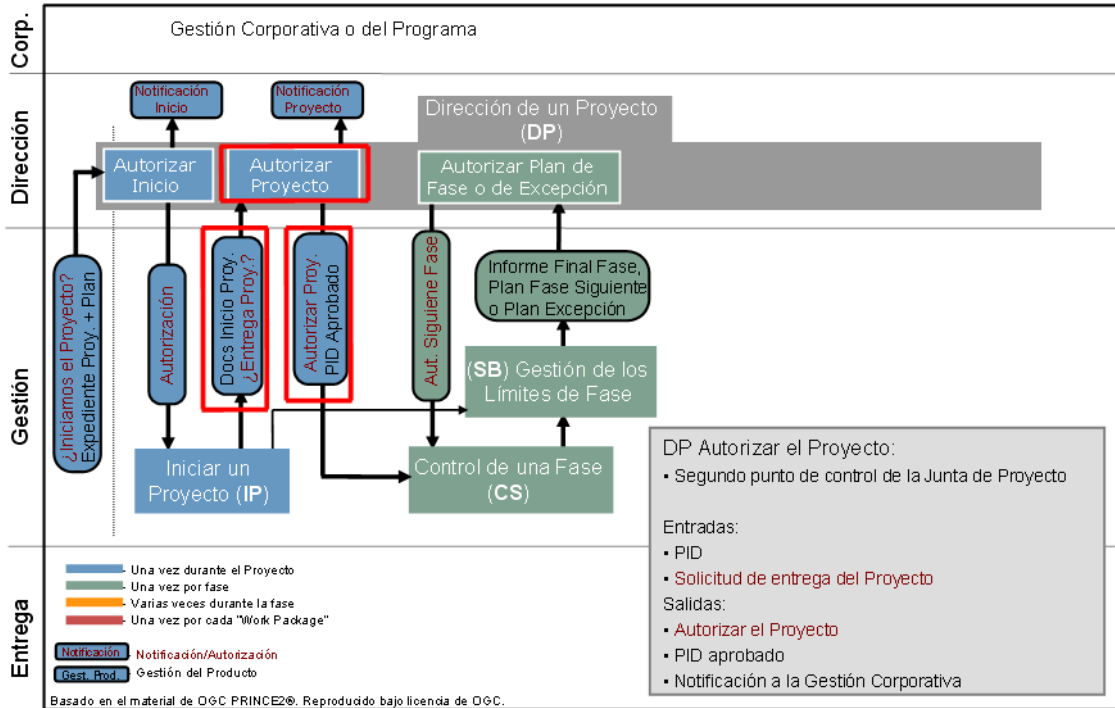 Corp.
Gestión Corporativa o del Programa
Dirección
Notificación
Inicio
Notificación
Proyecto
Dirección de un Proyecto
(DP)
Autorizar
Inicio
Autorizar
Proyecto
Autorizar Plan de
Fase o de Excepción
Gestión
¿Iniciamos el Proyecto?
Expediente Proy. + Plan
Autorización
Docs Inicio Proy.
¿Entrega Proy.?
Autorizar Proy.
PID Aprobado
Aut. Siguiene Fase
Informe Final Fase,
Plan Fase Siguiente
o Plan Excepción
(SB) Gestión de los
Límites de Fase
Iniciar un
Proyecto (IP)
Control de una Fase
(CS)
DP Autorizar el Proyecto:
▪ Segundo punto de control de la Junta de Proyecto
Entradas:
▪ PID
▪ Solicitud de entrega del Proyecto
Salidas:
▪ Autorizar el Proyecto
▪ PID aprobado
▪ Notificación a la Gestión Corporativa
Entrega
- Una vez durante el Proyecto
- Una vez por fase
- Varias veces durante la fase
- Una vez por cada "Work Package"
Notificación - Notificación/Autorización
Gest. Prod. - Gestión del Producto
Basado en el material de OGC PRINCE2®. Reproducido bajo licencia de OGC.